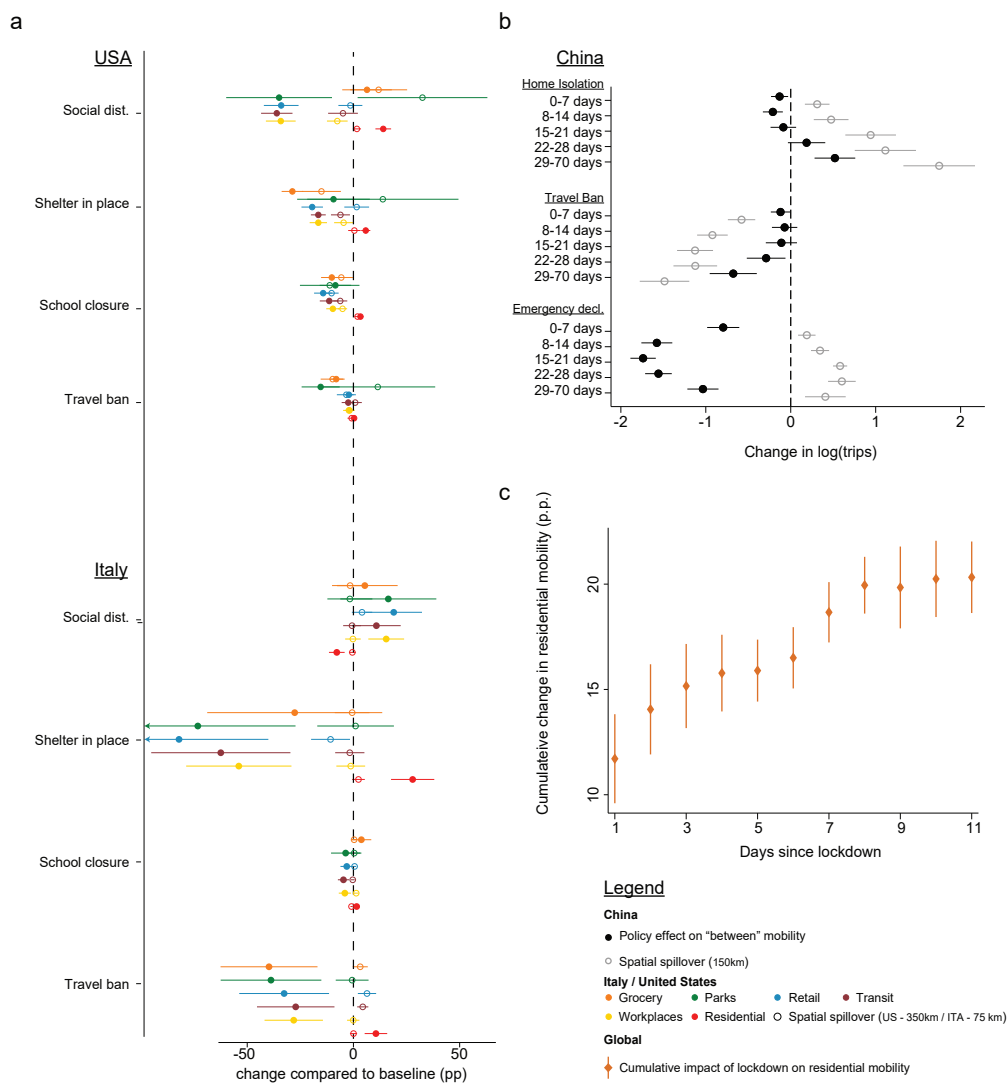 a
USA
Social dist.
Shelter in place
School closure
Travel ban
Italy
Social dist.
Shelter in place
School closure
Travel ban
-50
0
50
change compared to baseline (pp)
b
China
Home Isolation
0-7 days
8-14 days
15-21 days
22-28 days
29-70 days
Travel Ban
0-7 days
8-14 days
15-21 days
22-28 days
29-70 days
Emergency decl.
0-7 days
8-14 days
15-21 days
22-28 days
29-70 days
-2
-1
0
1
2
Change in log(trips)
c
Cumulateive change in residential mobility (p.p.)
20
15
10
1
3
5
7
9
11
Days since lockdown
Legend
China
Policy effect on “between” mobility
Spatial spillover (150km)
Italy / United States
Grocery Parks Retail Transit
Workplaces Residential Spatial spillover (US - 350km / ITA - 75 km)
Global
Cumulative impact of lockdown on residential mobility